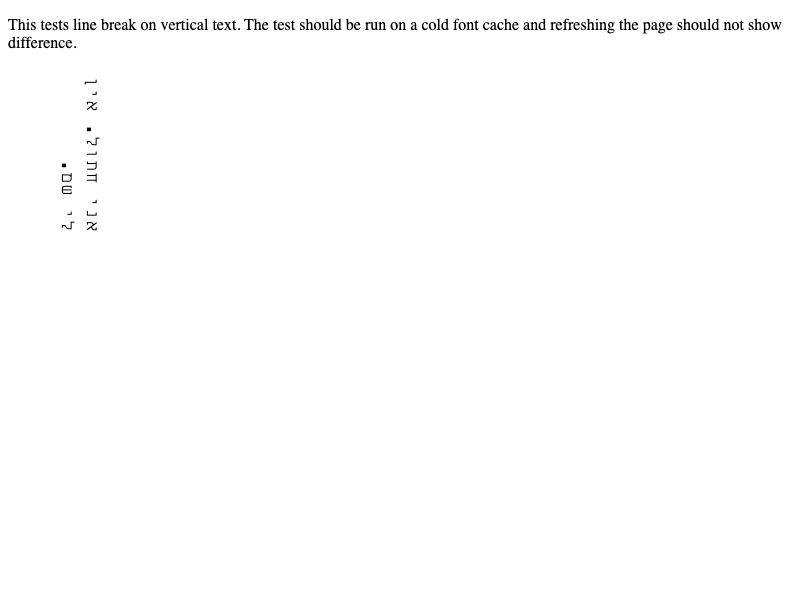 This tests line break on vertical text. The test should be run on a cold font cache and refreshing the page should not show
difference.
אני חתול. אין
לי שם.